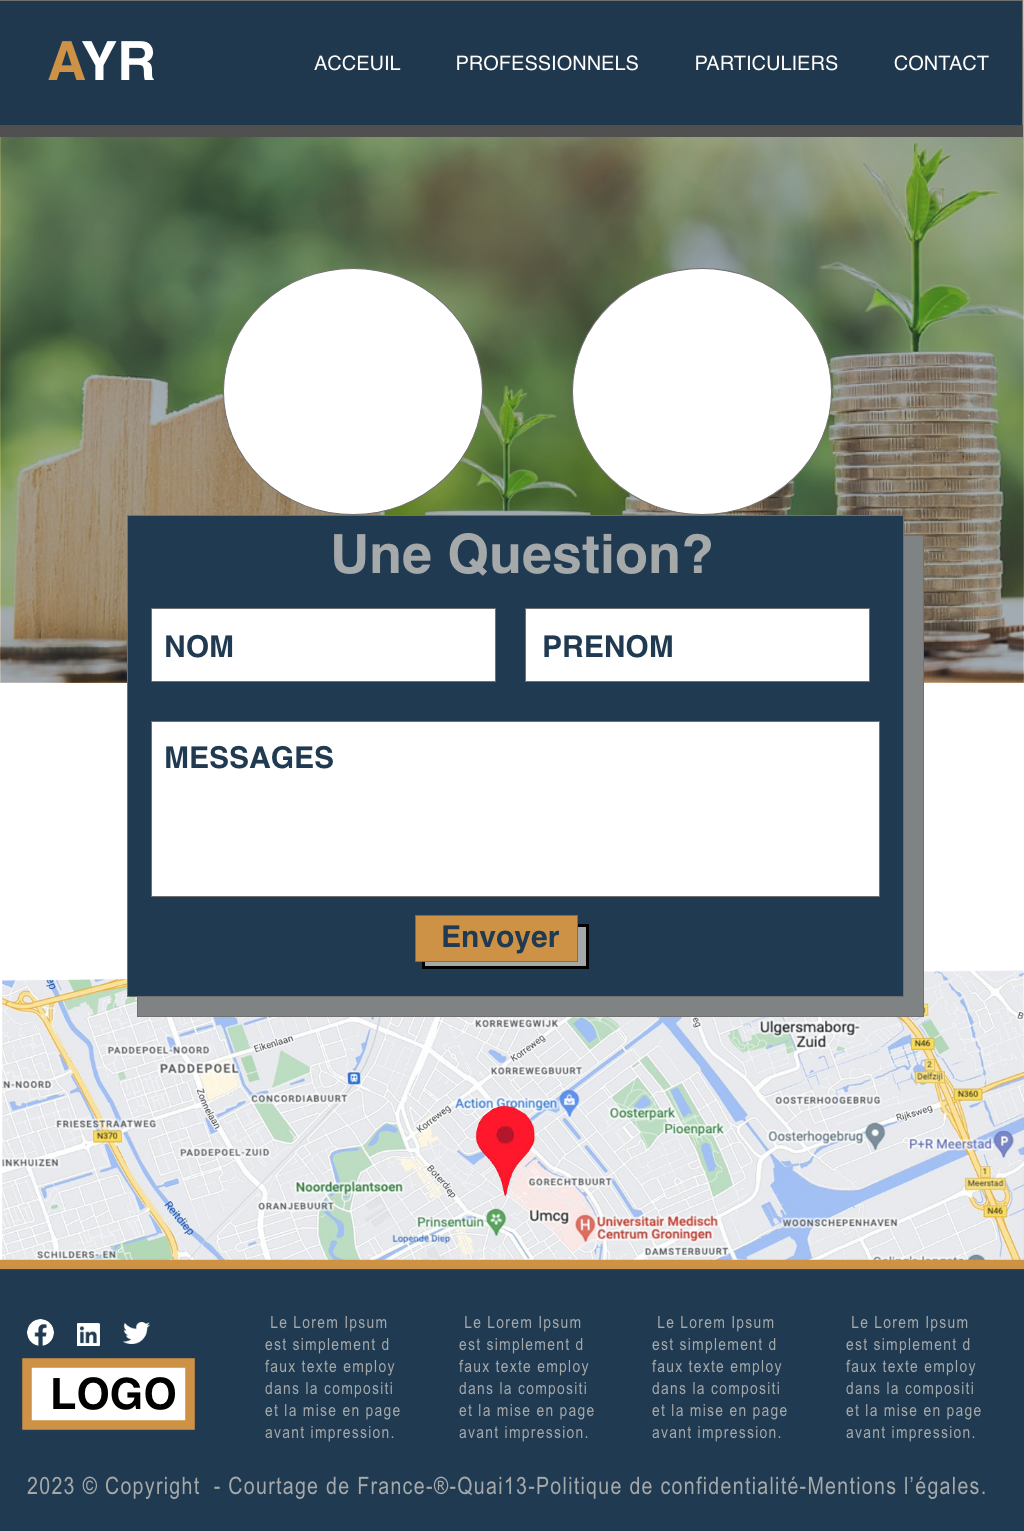 AYR
ACCEUIL
PROFESSIONNELS
PARTICULIERS
CONTACT
Une Question?
NOM
PRENOM
MESSAGES
Envoyer
KORREWEGWIJK
Ulgersmaborg-
Zuid
PADDEPOEL-NOORD
Eikenlaan
Korreweg
N46
PADDEPOEL
KORREWEGBUURT
2
Delfzijl
N-NOORD
Zonnelaan
CONCORDIABUURT
Action Groningen
OOSTERHOOGEBRUG
N360
Korreweg
Oosterpark
Rijksweg
FRIESESTRAATWEG
Pioenpark
N370
Oosterhogebrug
P+R Meerstad
PADDEPOEL-ZUID
INKHUIZEN
Boterdiep
1
Noorderplantsoen
GORECHTBUURT
Meerstad
ORANJEBUURT
Reitdiep
Umcg
N46
Prinsentuin
Universitair Medisch
Centrum Groningen
WOONSCHEPENHAVEN
Lopende Diep
SCHILDERS- EN
DAMSTERBUURT
LOGO
Le Lorem Ipsum
est simplement d
faux texte employ
dans la compositi
et la mise en page
avant impression.
Le Lorem Ipsum
est simplement d
faux texte employ
dans la compositi
et la mise en page
avant impression.
Le Lorem Ipsum
est simplement d
faux texte employ
dans la compositi
et la mise en page
avant impression.
Le Lorem Ipsum
est simplement d
faux texte employ
dans la compositi
et la mise en page
avant impression.
2023 © Copyright - Courtage de France-®-Quai13-Politique de confidentialité-Mentions l’égales.